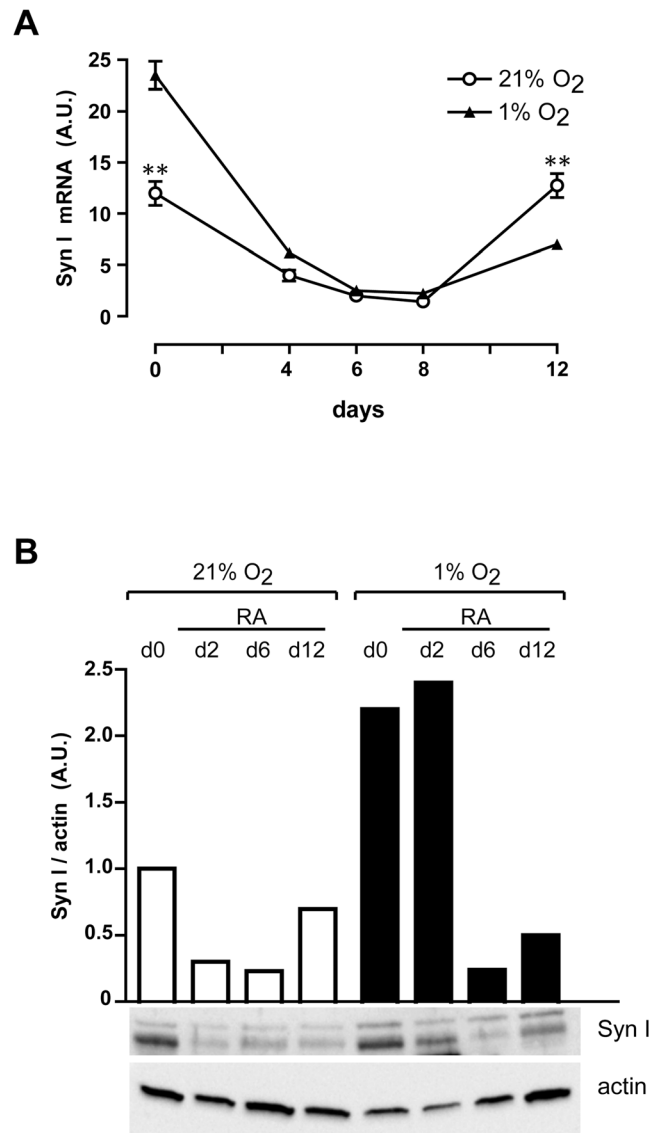 A
25
20
15
10
5
0
Syn I mRNA (A.U.)
21% O2
1% O2
**
**
0 4 6 8 12
days
B
21% O2 1% O2
RA RA
d0 d2 d6 d12 d0 d2 d6 d12
2.5
2.0
1.5
1.0
0.5
0
Syn I / actin (A.U.)
Syn I
actin